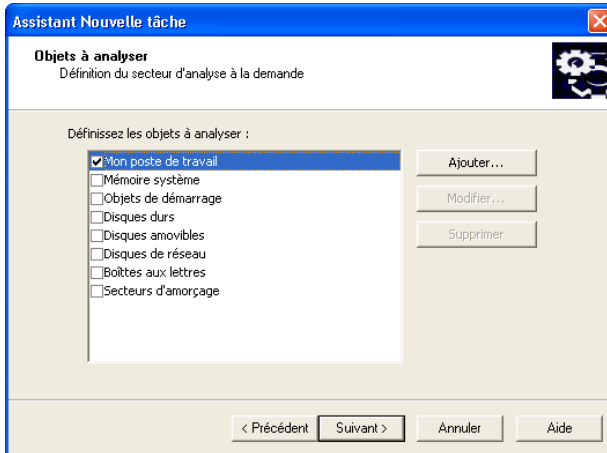 Assistant Nouvelle tâche
Objets à analyser
Définition du secteur d'analyse à la demande
Définissez les objets à analyser :
Mon poste de travail
Mémoire système
Objets de démarrage
Disques durs
Disques amovibles
Disques de réseau
Boîttes aux lettres
Secteurs d'amorçage
Ajouter...
Modifier...
Supprimer
< Précédent
Suivant >
Annuler
Aide